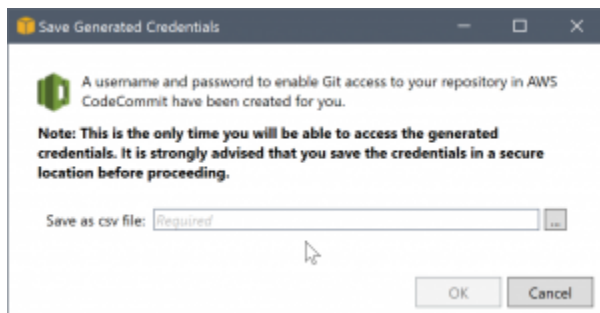 Save Generated Credentials
A username and password to enable Git access to your repository in AWS
CodeCommit have been created for you.
Note: This is the only time you will be able to access the generated
credentials. It is strongly advised that you save the credentials in a secure
location before proceeding.
Save as csv file: Required ...
OK Cancel